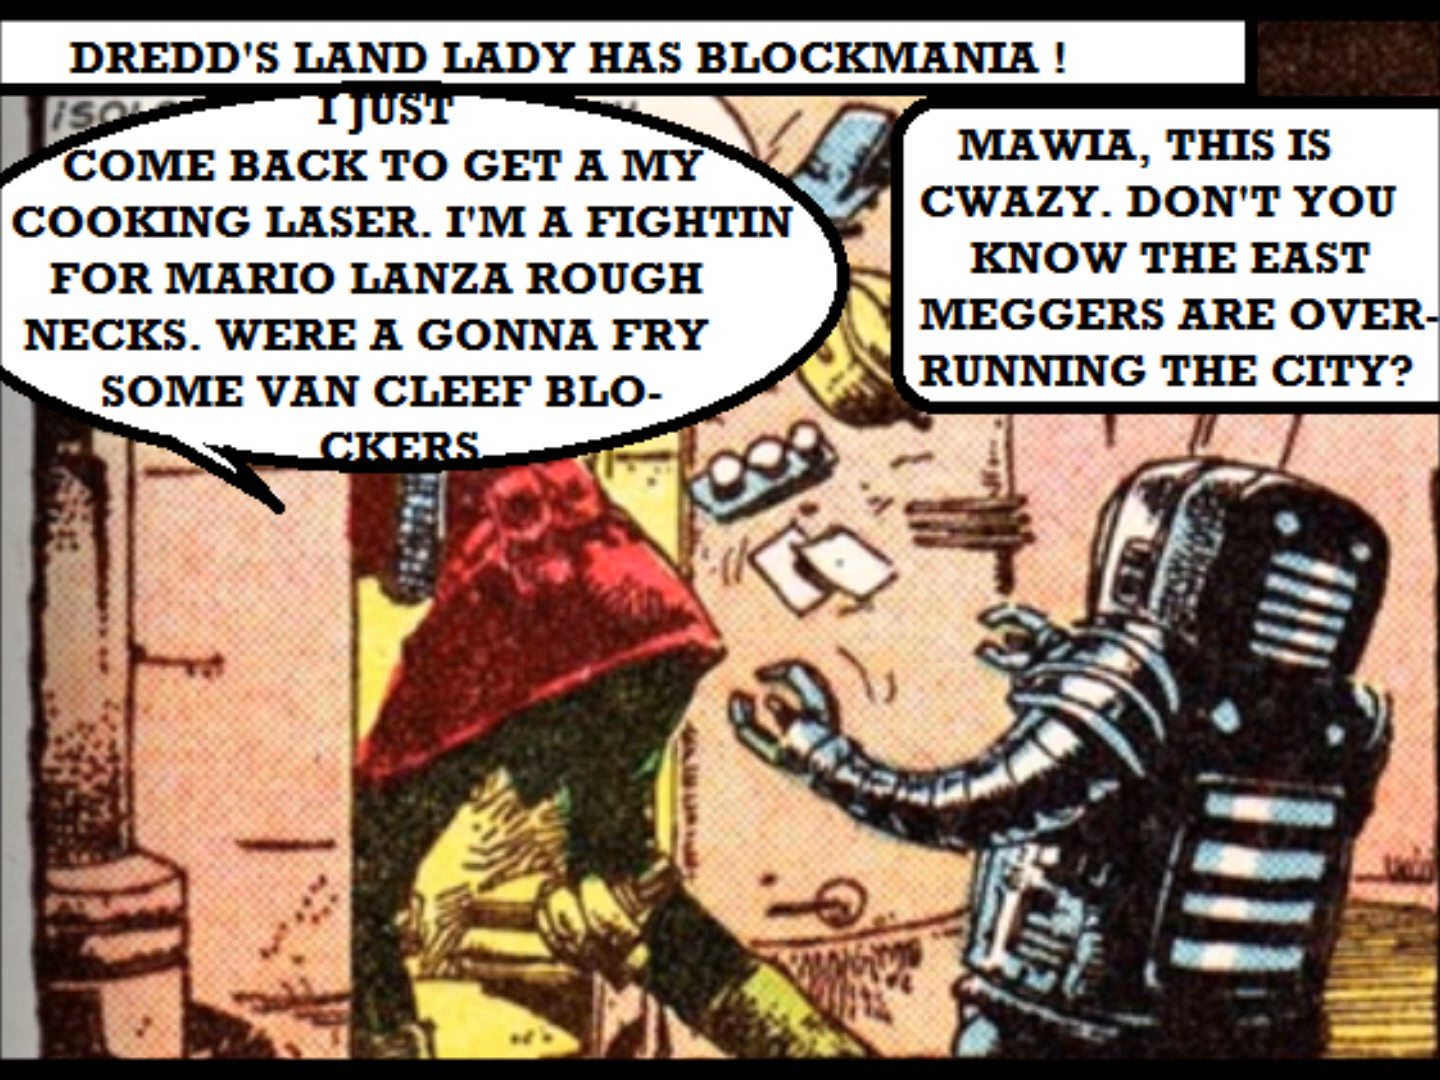 DREDD'S LAND LADY HAS BLOCKMANIA !
I JUST
COME BACK TO GET A MY
COOKING LASER. I'M A FIGHTIN
FOR MARIO LANZA ROUGH
NECKS. WERE A GONNA FRY
SOME VAN CLEEF BLO-
CKERS
MAWIA, THIS IS
CWAZY. DON'T YOU
KNOW THE EAST
MEGGERS ARE OVER-
RUNNING THE CITY?